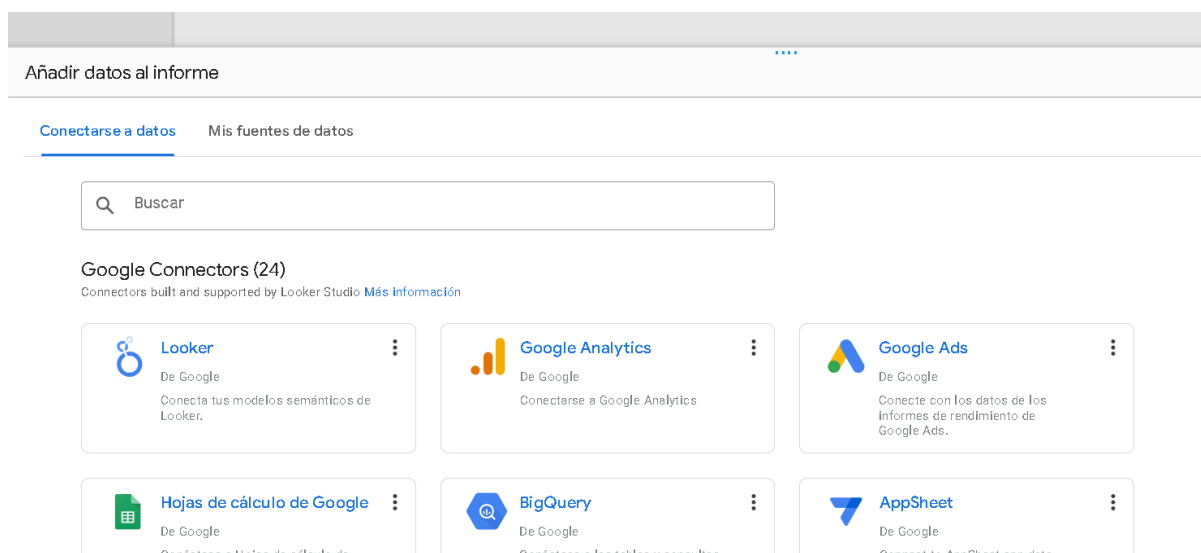 Añadir datos al informe
Conectarse a datos Mis fuentes de datos
Buscar
Google Connectors (24)
Connectors built and supported by Looker Studio Más información
Looker
De Google
Conecta tus modelos semánticos de
Looker.
Google Analytics
De Google
Conectarse a Google Analytics
Google Ads
De Google
Conecte con los datos de los
informes de rendimiento de
Google Ads.
Hojas de cálculo de Google
De Google
BigQuery
De Google
AppSheet
De Google